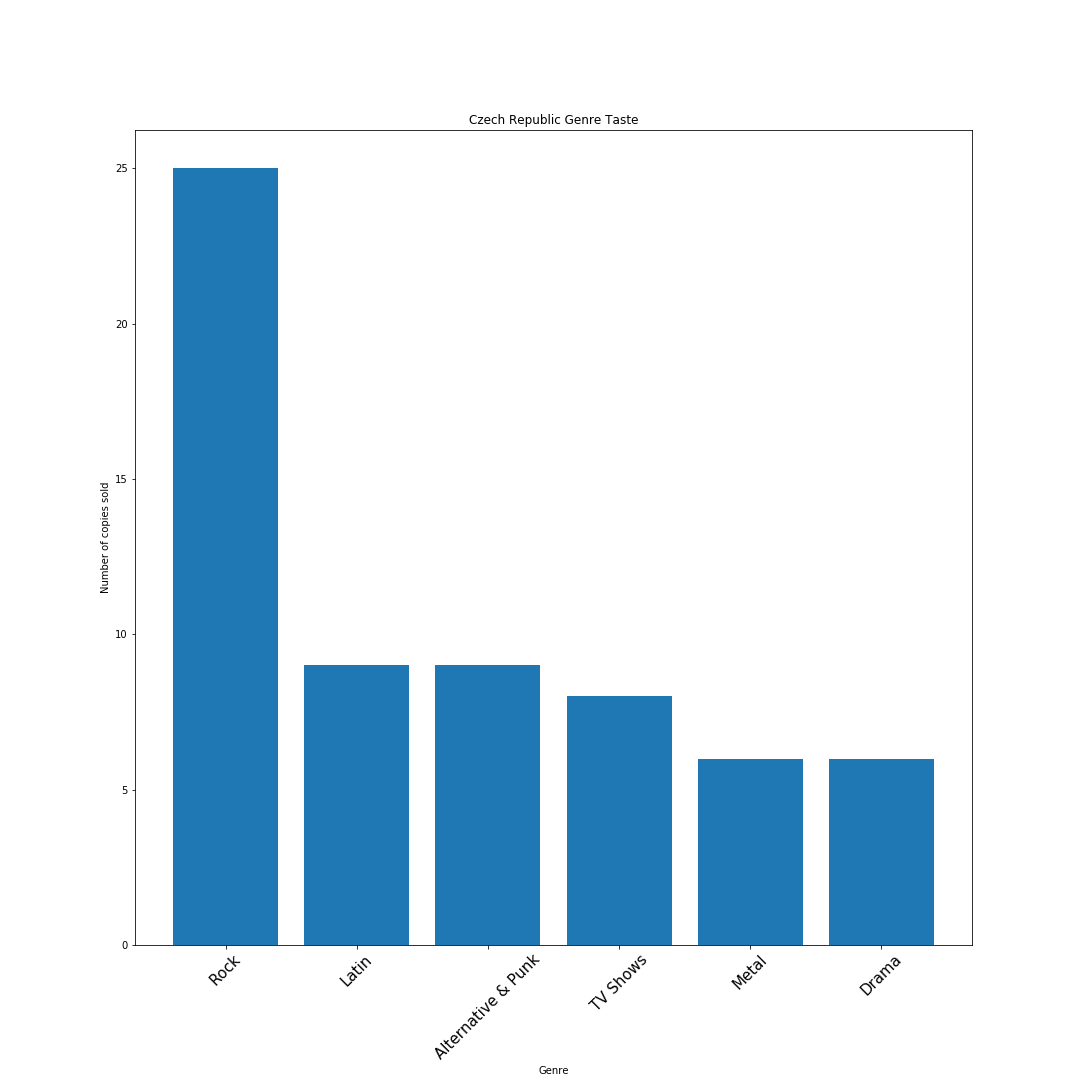 Czech Republic Genre Taste
25
20
15
10
5
0
Number of copies sold
Rock
Latin
Alternative & Punk
TV Shows
Metal
Drama
Genre